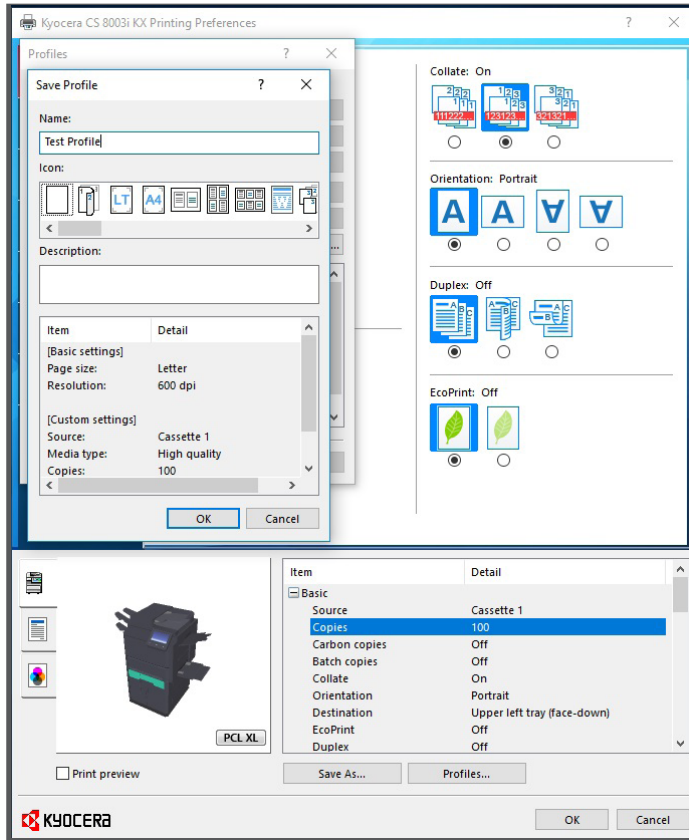 Kyocera CS 8003i KX Printing Preferences
Profiles
Save Profile
Name:
Test Profile
Icon:
LT
A4
W
Description:
Item Detail
[Basic settings]
Page size: Letter
Resolution: 600 dpi
[Custom settings]
Source: Cassette 1
Media type: High quality
Copies: 100
OK Cancel
Collate: On
111222... 123123... 321321...
Orientation: Portrait
A A A A
Duplex: Off
A B C A B C A B C
EcoPrint: Off
Item Detail
Basic
Source Cassette 1
Copies 100
Carbon copies Off
Batch copies Off
Collate On
Orientation Portrait
Destination Upper left tray (face-down)
EcoPrint Off
Duplex Off
PCL XL
Print preview
Save As... Profiles...
KYOCERA
OK Cancel